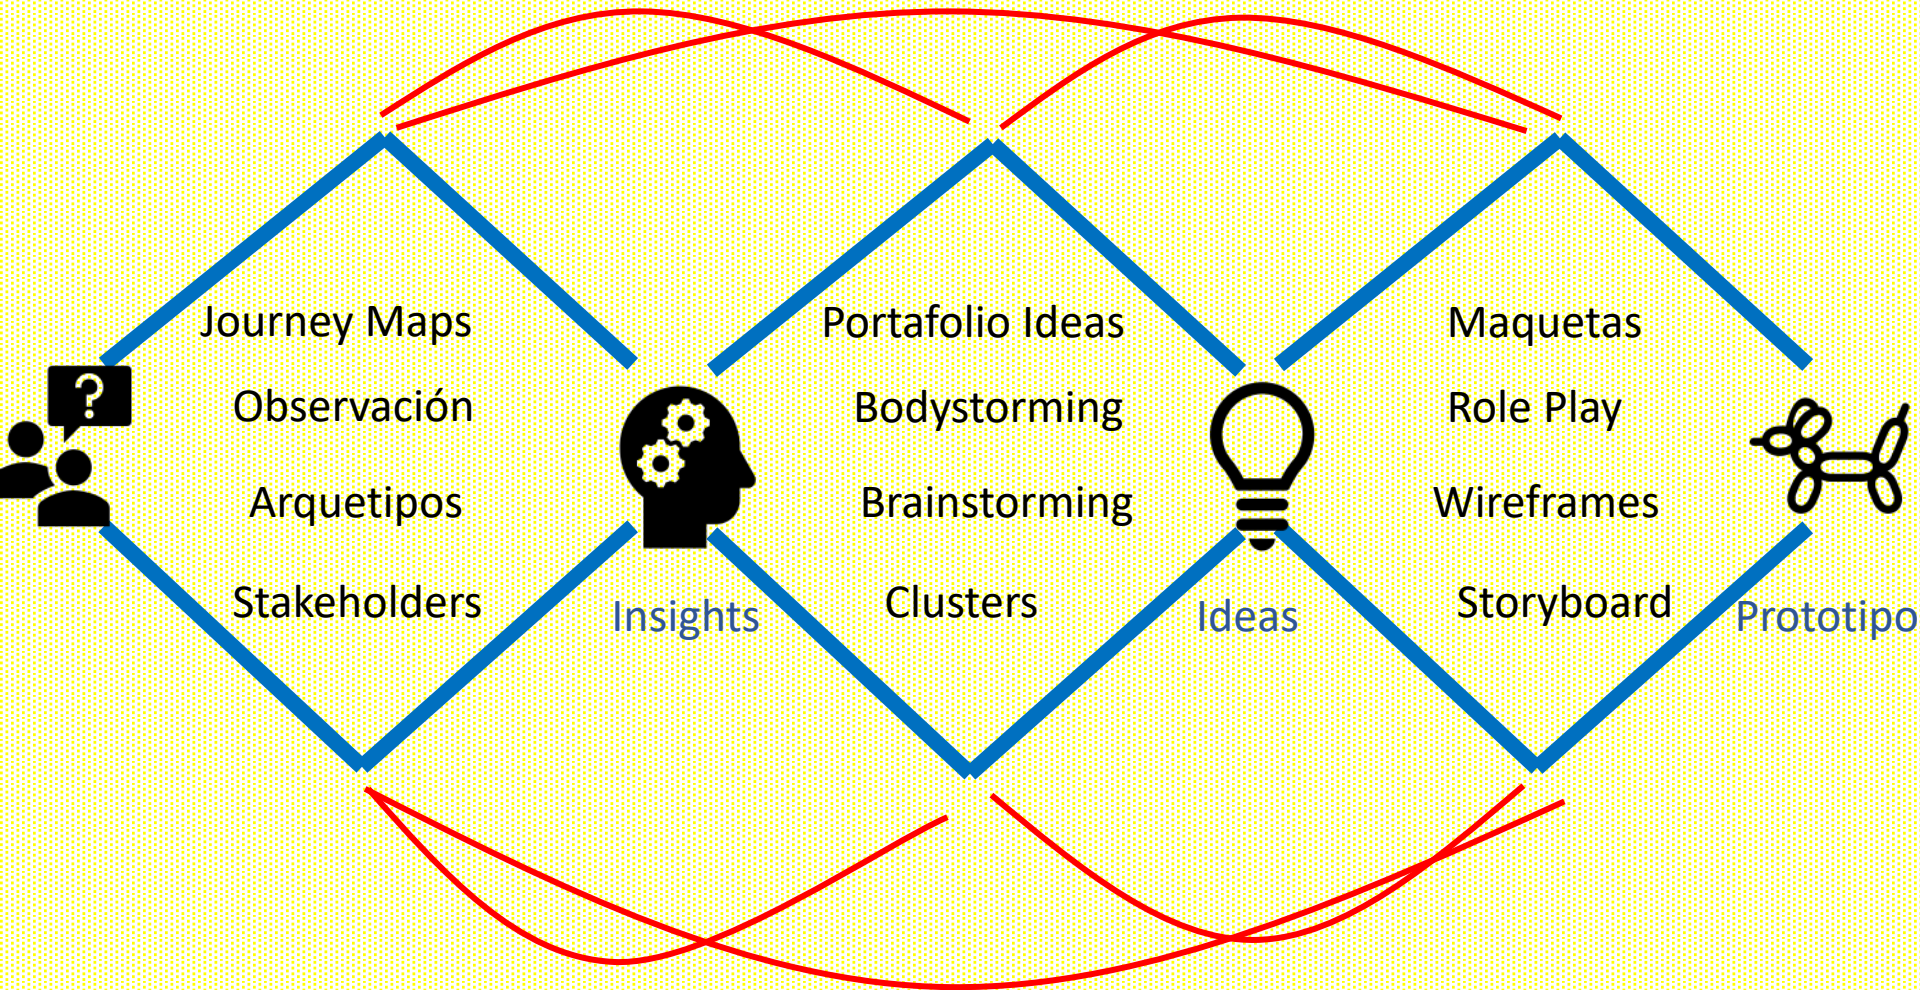 Journey Maps
Observación
Arquetipos
Stakeholders
?
Insights
Portafolio Ideas
Bodystorming
Brainstorming
Clusters
Ideas
Maquetas
Role Play
Wireframes
Storyboard
Prototipo